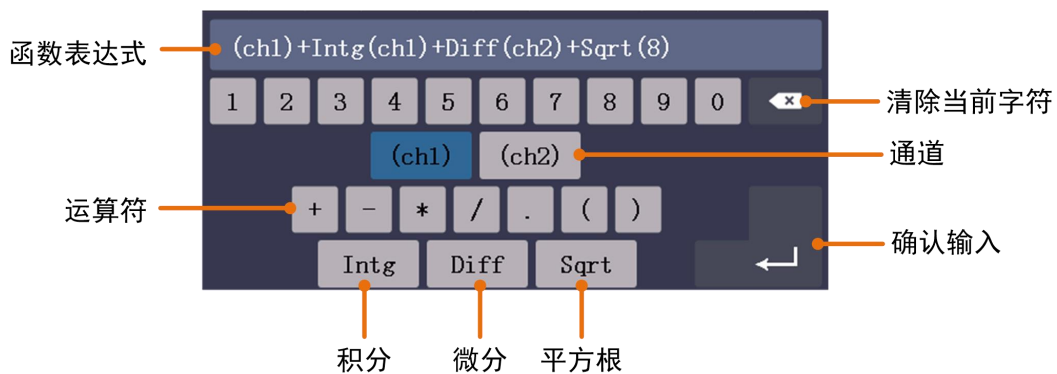 函数表达式
(ch1)+Intg(ch1)+Diff(ch2)+Sqrt(8)
1 2 3 4 5 6 7 8 9 0
清除当前字符
(ch1) (ch2)
通道
运算符
+ - * / . ( )
确认输入
Intg Diff Sqrt
积分 微分 平方根